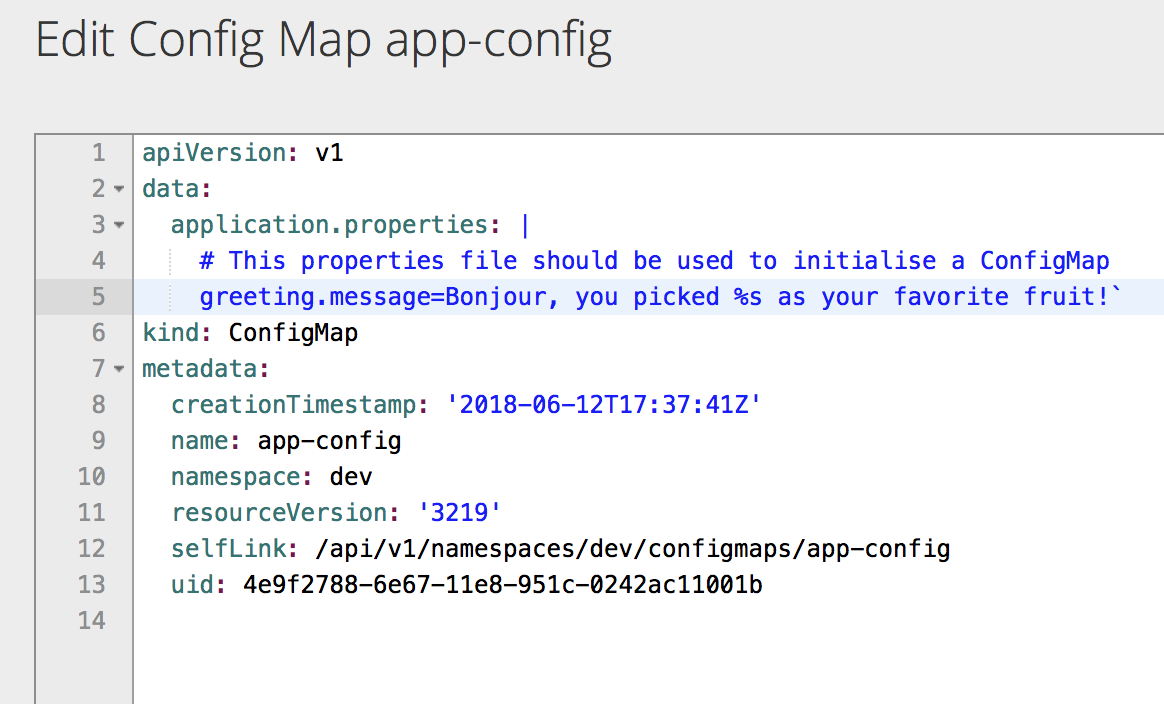 Edit Config Map app-config
1 apiVersion: v1
2 data:
3   application.properties: |
4     # This properties file should be used to initialise a ConfigMap
5     greeting.message=Bonjour, you picked %s as your favorite fruit!`
6 kind: ConfigMap
7 metadata:
8   creationTimestamp: '2018-06-12T17:37:41Z'
9   name: app-config
10   namespace: dev
11   resourceVersion: '3219'
12   selfLink: /api/v1/namespaces/dev/configmaps/app-config
13   uid: 4e9f2788-6e67-11e8-951c-0242ac11001b
14